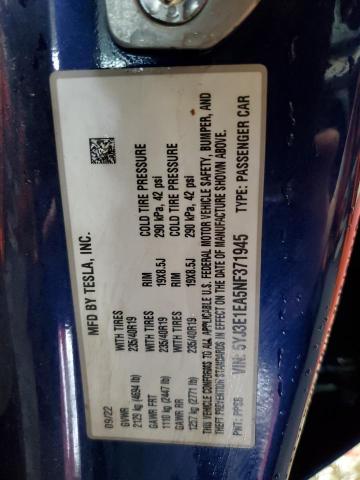 MFD BY TESLA, INC.
09/22
GVWR WITH TIRES RIM COLD TIRE PRESSURE
2129 kg (4694 lb) 235/40R19 19X8.5J 290 kPa, 42 psi
GAWR FRT WITH TIRES RIM COLD TIRE PRESSURE
1110 kg (2447 lb) 235/40R19 19X8.5J 290 kPa, 42 psi
GAWR RR
1257 kg (2771 lb) 235/40R19
THIS VEHICLE CONFORMS TO ALL APPLICABLE U.S. FEDERAL MOTOR VEHICLE SAFETY, BUMPER, AND
THEFT PREVENTION STANDARDS IN EFFECT ON THE DATE OF MANUFACTURE SHOWN ABOVE.
VIN: 5YJ3E1EA5NF371945 TYPE: PASSENGER CAR
PWT: PPSB